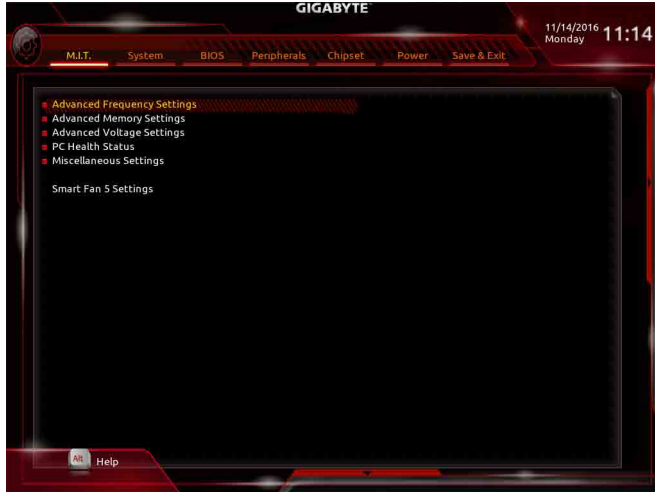 GIGABYTE
11/14/2016 11:14
Monday
M.I.T. System BIOS Peripherals Chipset Power Save & Exit
Advanced Frequency Settings
Advanced Memory Settings
Advanced Voltage Settings
PC Health Status
Miscellaneous Settings
Smart Fan 5 Settings
Alt Help